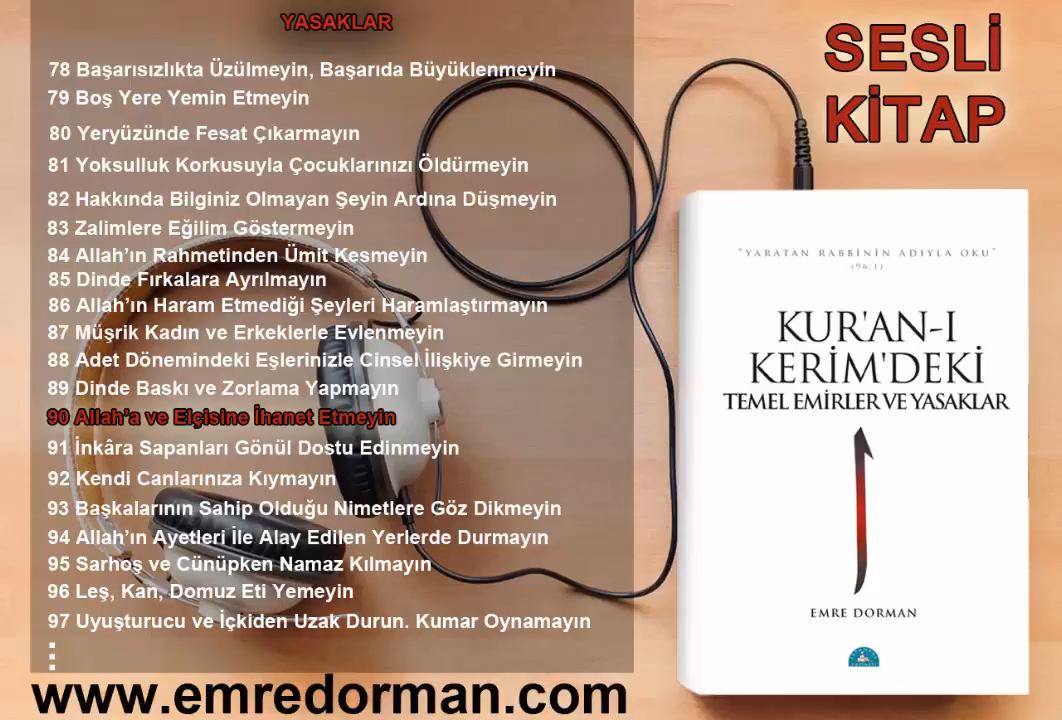 YASAKLAR
78 Başarısızlıkta Üzülmeyin, Başarıda Büyüklenmeyin
79 Boş Yere Yemin Etmeyin
80 Yeryüzünde Fesat Çıkarmayın
81 Yoksulluk Korkusuyla Çocuklarınızı Öldürmeyin
82 Hakkında Bilginiz Olmayan Şeyin Ardına Düşmeyin
83 Zalimlere Eğilim Göstermeyin
84 Allah’ın Rahmetinden Ümit Kesmeyin
85 Dinde Fırkalara Ayrılmayın
86 Allah’ın Haram Etmediği Şeyleri Haramlaştırmayın
87 Müşrik Kadın ve Erkeklerle Evlenmeyin
88 Adet Dönemindeki Eşlerinizle Cinsel İlişkiye Girmeyin
89 Dinde Baskı ve Zorlama Yapmayın
90 Allah’a ve Elçisine İhanet Etmeyin
91 İnkâra Sapanları Gönül Dostu Edinmeyin
92 Kendi Canlarınıza Kıymayın
93 Başkalarının Sahip Olduğu Nimetlere Göz Dikmeyin
94 Allah’ın Ayetleri İle Alay Edilen Yerlerde Durmayın
95 Sarhoş ve Cünüpken Namaz Kılmayın
96 Leş, Kan, Domuz Eti Yemeyin
97 Uyuşturucu ve İçkiden Uzak Durun. Kumar Oynamayın
www.emredorman.com
SESLİ
KİTAP
"YARATAN RABBİNİN ADIYLA OKU"
(96:1)
KUR'AN-I
KERİM'DEKİ
TEMEL EMİRLER VE YASAKLAR
EMRE DORMAN